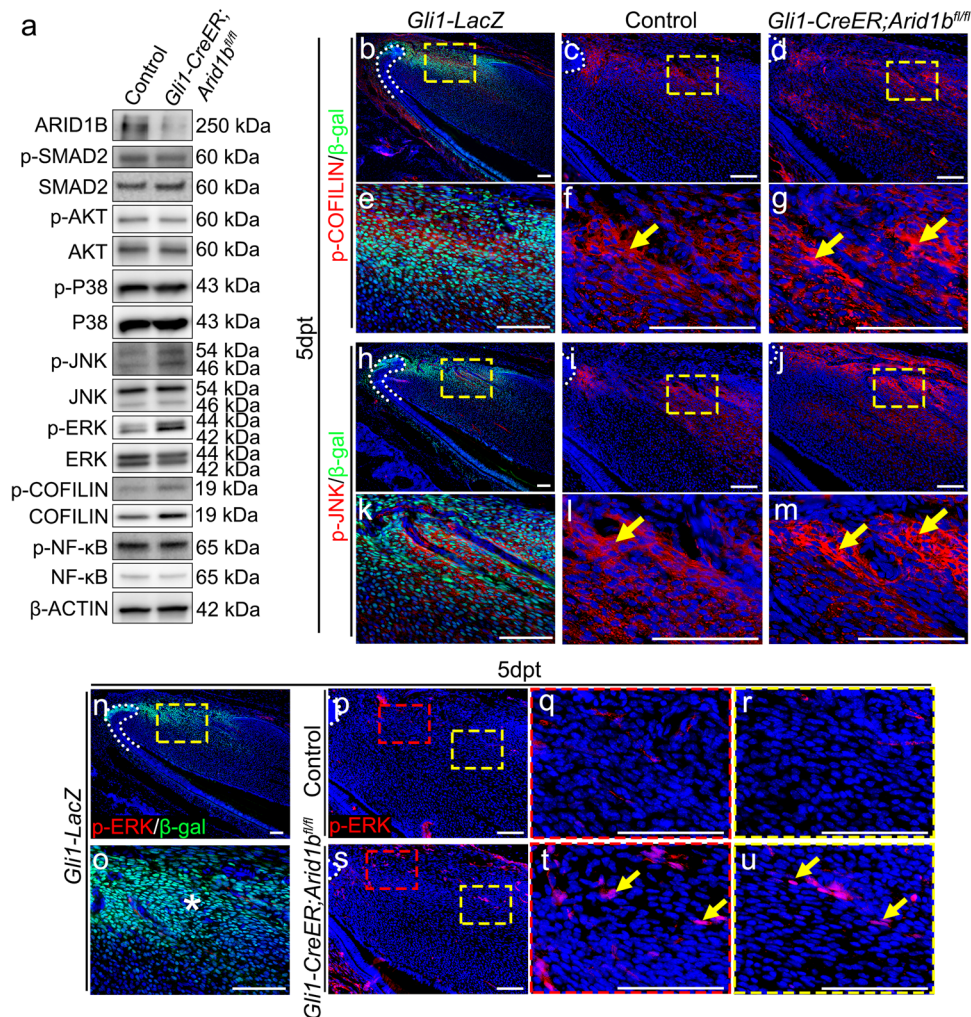 a
Control
Gli1-CreER;
Arid1b^fl/fl
ARID1B 250 kDa
p-SMAD2 60 kDa
SMAD2 60 kDa
p-AKT 60 kDa
AKT 60 kDa
p-P38 43 kDa
P38 43 kDa
p-JNK 54 kDa
46 kDa
JNK 54 kDa
46 kDa
p-ERK 44 kDa
42 kDa
ERK 44 kDa
42 kDa
p-COFILIN 19 kDa
COFILIN 19 kDa
p-NF-κB 65 kDa
NF-κB 65 kDa
β-ACTIN 42 kDa
Gli1-LacZ Control Gli1-CreER;Arid1b^fl/fl
5dpt
p-COFILIN/β-gal
b c d
e f g
p-JNK/β-gal
h i j
k l m
5dpt
Gli1-LacZ
n
p-ERK/β-gal
o
Control
p q r
p-ERK
Gli1-CreER;Arid1b^fl/fl
s t u
*